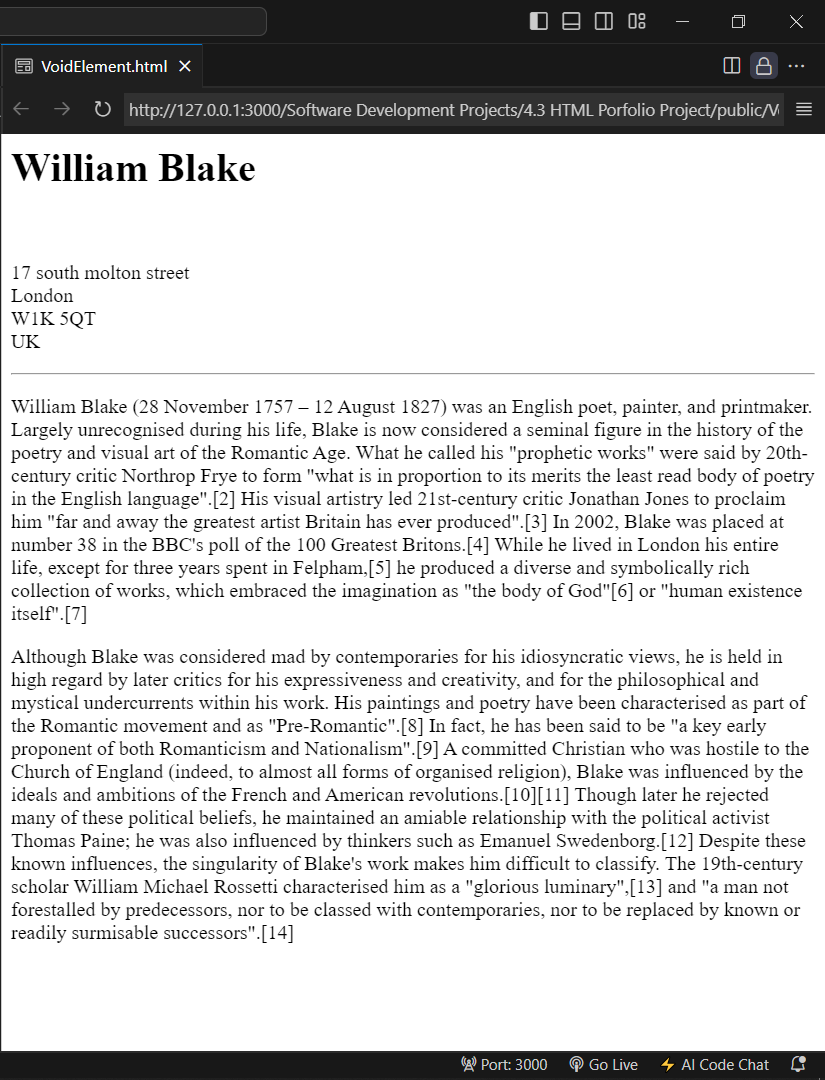 VoidElement.html
http://127.0.0.1:3000/Software Development Projects/4.3 HTML Porfolio Project/public/V
William Blake
17 south molton street
London
W1K 5QT
UK
William Blake (28 November 1757 – 12 August 1827) was an English poet, painter, and printmaker.
Largely unrecognised during his life, Blake is now considered a seminal figure in the history of the
poetry and visual art of the Romantic Age. What he called his "prophetic works" were said by 20th-
century critic Northrop Frye to form "what is in proportion to its merits the least read body of poetry
in the English language".[2] His visual artistry led 21st-century critic Jonathan Jones to proclaim
him "far and away the greatest artist Britain has ever produced".[3] In 2002, Blake was placed at
number 38 in the BBC's poll of the 100 Greatest Britons.[4] While he lived in London his entire
life, except for three years spent in Felpham,[5] he produced a diverse and symbolically rich
collection of works, which embraced the imagination as "the body of God"[6] or "human existence
itself".[7]
Although Blake was considered mad by contemporaries for his idiosyncratic views, he is held in
high regard by later critics for his expressiveness and creativity, and for the philosophical and
mystical undercurrents within his work. His paintings and poetry have been characterised as part of
the Romantic movement and as "Pre-Romantic".[8] In fact, he has been said to be "a key early
proponent of both Romanticism and Nationalism".[9] A committed Christian who was hostile to the
Church of England (indeed, to almost all forms of organised religion), Blake was influenced by the
ideals and ambitions of the French and American revolutions.[10][11] Though later he rejected
many of these political beliefs, he maintained an amiable relationship with the political activist
Thomas Paine; he was also influenced by thinkers such as Emanuel Swedenborg.[12] Despite these
known influences, the singularity of Blake's work makes him difficult to classify. The 19th-century
scholar William Michael Rossetti characterised him as a "glorious luminary",[13] and "a man not
forestalled by predecessors, nor to be classed with contemporaries, nor to be replaced by known or
readily surmisable successors".[14]
Port: 3000 Go Live AI Code Chat